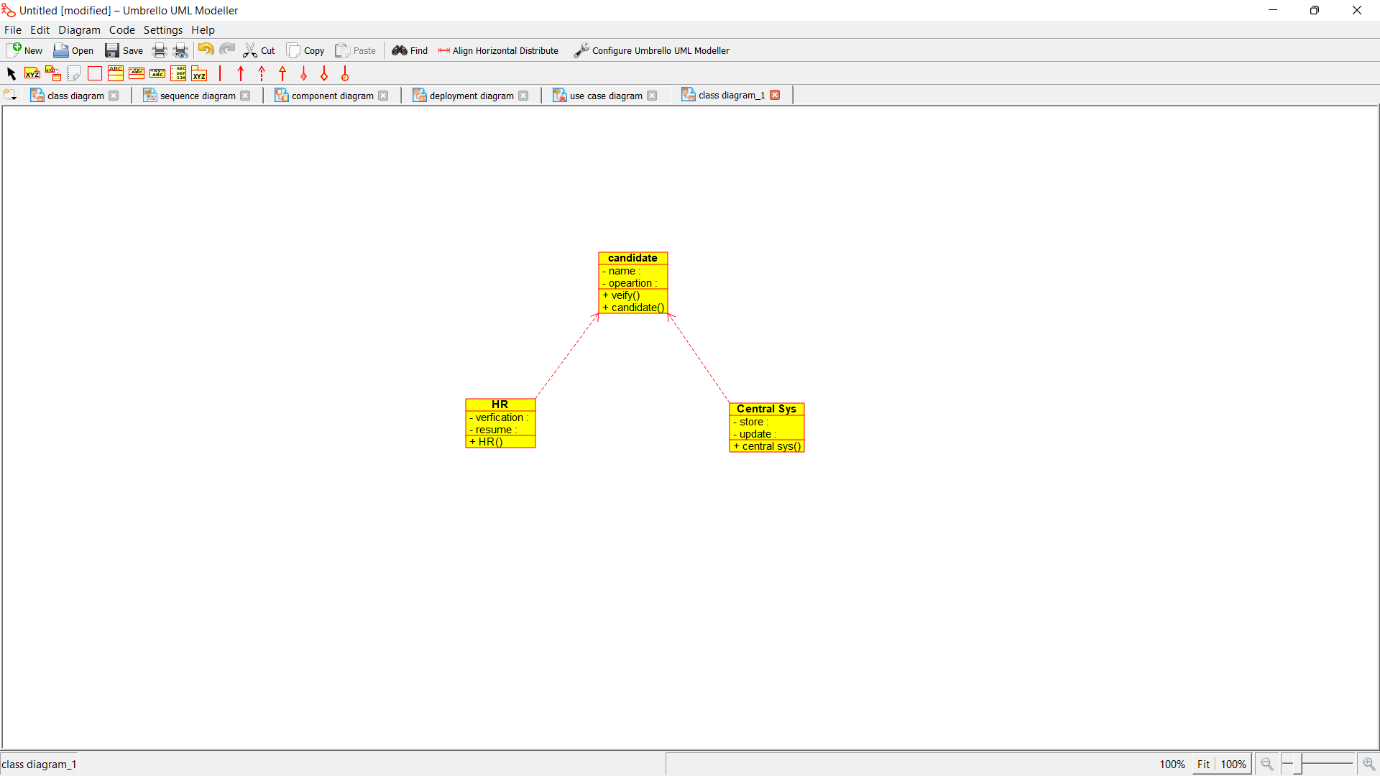 Untitled [modified] – Umbrello UML Modeller
File Edit Diagram Code Settings Help
New Open Save Cut Copy Paste Find Align Horizontal Distribute Configure Umbrello UML Modeller
class diagram sequence diagram component diagram deployment diagram use case diagram class diagram_1
candidate
- name :
- opeartion :
+ veify()
+ candidate()
HR
- verfication :
- resume :
+ HR()
Central Sys
- store :
- update :
+ central sys()
class diagram_1 100% Fit 100%